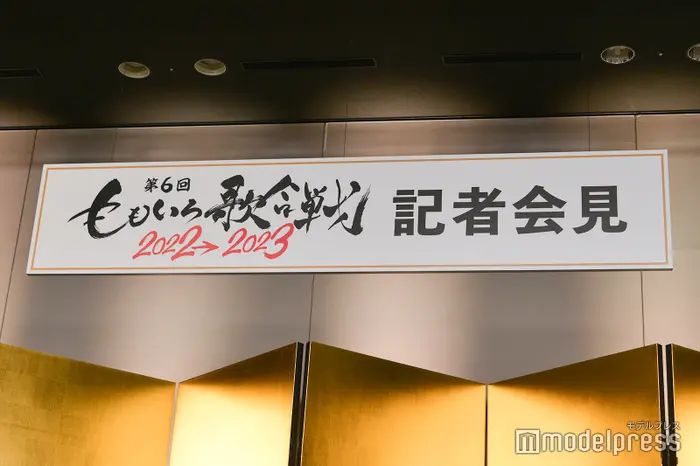 第6回
ももいろ歌合戦
2022→2023
記者会見
モデルプレス
modelpress